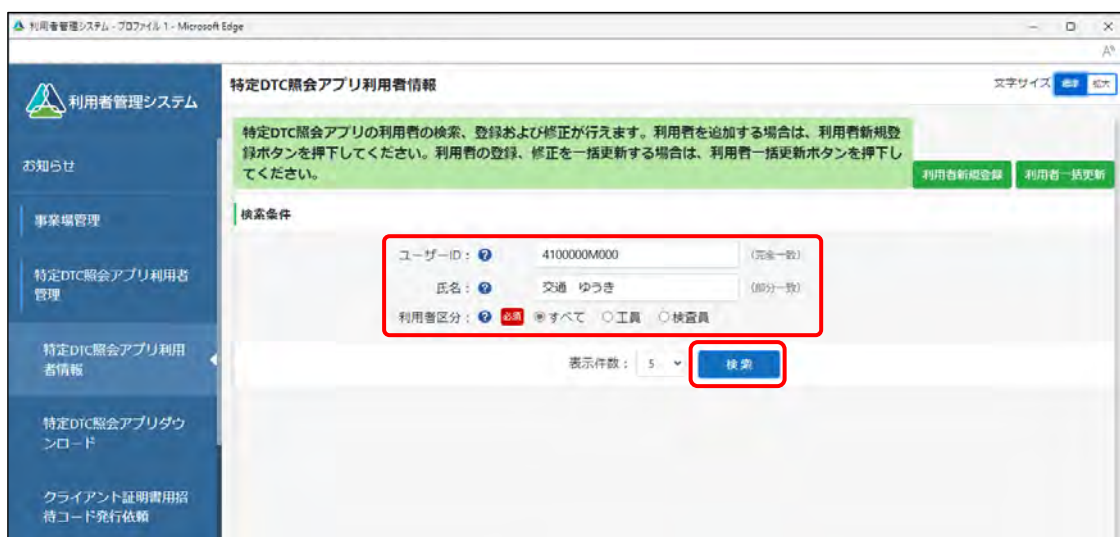 利用者管理システム - プロファイル 1 - Microsoft Edge
利用者管理システム
お知らせ
事業場管理
特定DTC照会アプリ利用者
管理
特定DTC照会アプリ利用
者情報
特定DTC照会アプリダウ
ンロード
クライアント証明書用招
待コード発行依頼
特定DTC照会アプリ利用者情報
文字サイズ 標準 拡大
特定DTC照会アプリの利用者の検索、登録および修正が行えます。利用者を追加する場合は、利用者新規登
録ボタンを押下してください。利用者の登録、修正を一括更新する場合は、利用者一括更新ボタンを押下し
てください。
利用者新規登録 利用者一括更新
検索条件
ユーザーID： ? 4100000M000 (完全一致)
氏名： ? 交通 ゆうき (部分一致)
利用者区分： ? 必須 すべて 工員 検査員
表示件数： 5 検索